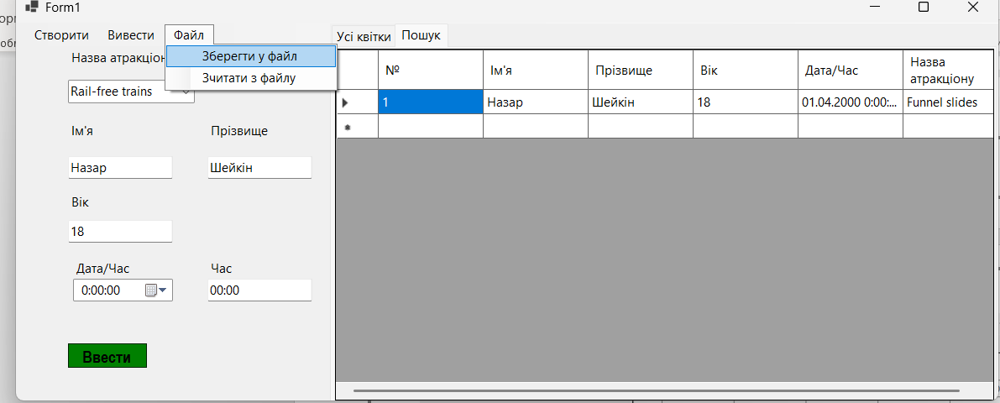 Form1
Створити Вивести Файл
Зберегти у файл
Зчитати з файлу
Назва атракціон
Rail-free trains
Ім'я Прізвище
Назар Шейкін
Вік
18
Дата/Час Час
0:00:00 00:00
Ввести
Усі квітки Пошук
№ Ім'я Прізвище Вік Дата/Час Назва
атракціону
1 Назар Шейкін 18 01.04.2000 0:00:... Funnel slides